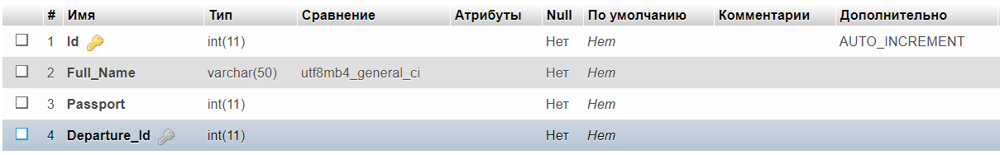 # Имя Тип Сравнение Атрибуты Null По умолчанию Комментарии Дополнительно
1 Id int(11) Нет Нет AUTO_INCREMENT
2 Full_Name varchar(50) utf8mb4_general_ci Нет Нет
3 Passport int(11) Нет Нет
4 Departure_Id int(11) Нет Нет